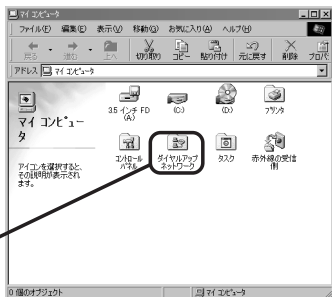 マイ コンピュータ
ファイル(F) 編集(E) 表示(V) 移動(G) お気に入り(A) ヘルプ(H)
戻る 進む 上へ 切り取り コピー 貼り付け 元に戻す 削除 プロパ
アドレス マイ コンピュータ
マイ コンピュー
タ
アイコンを選択すると、
その説明が表示され
ます。
3.5 インチ FD
(A)
(C:)
(D:)
プリンタ
コントロール
パネル
ダイヤルアップ
ネットワーク
タスク
赤外線の受信
側
0 個のオブジェクト
マイ コンピュータ